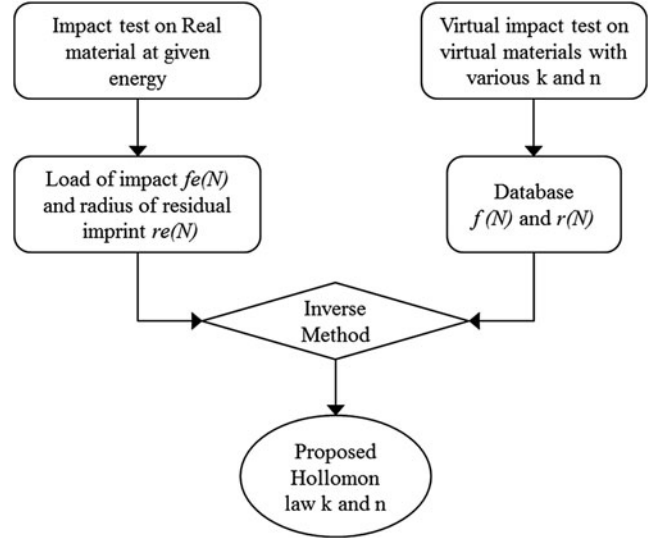 Impact test on Real
material at given
energy
Virtual impact test on
virtual materials with
various k and n
Load of impact fe(N)
and radius of residual
imprint re(N)
Database
f (N) and r(N)
Inverse
Method
Proposed
Hollomon
law k and n